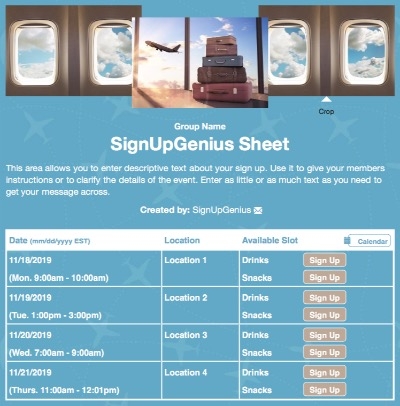 Crop
Group Name
SignUpGenius Sheet
This area allows you to enter descriptive text about your sign up. Use it to give your members
instructions or to clarify the details of the event. Enter as little or as much text as you need to
get your message across.
Created by: SignUpGenius
Date (mm/dd/yyyy EST) Location Available Slot Calendar
11/18/2019 Location 1 Drinks Sign Up
(Mon. 9:00am - 10:00am) Snacks Sign Up
11/19/2019 Location 2 Drinks Sign Up
(Tue. 1:00pm - 3:00pm) Snacks Sign Up
11/20/2019 Location 3 Drinks Sign Up
(Wed. 7:00am - 9:00am) Snacks Sign Up
11/21/2019 Location 4 Drinks Sign Up
(Thurs. 11:00am - 12:01pm) Snacks Sign Up